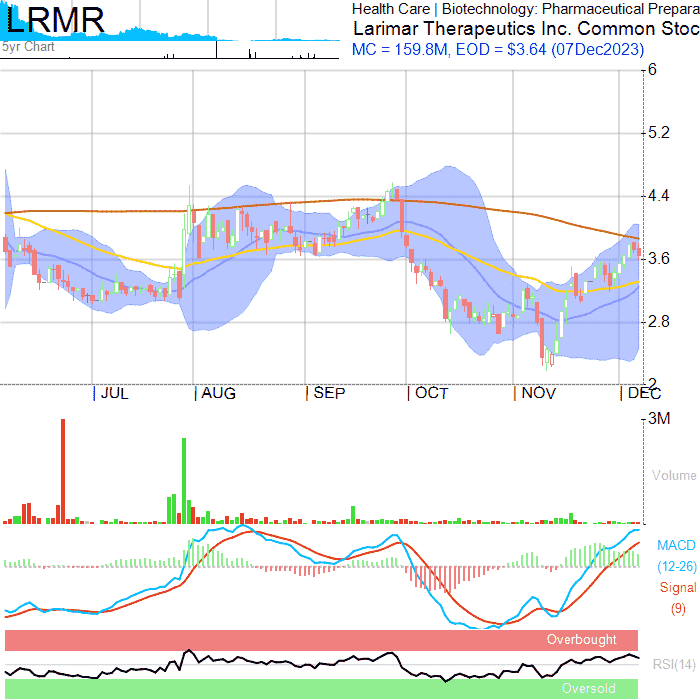 LRMR
5yr Chart
Health Care | Biotechnology: Pharmaceutical Prepara
Larimar Therapeutics Inc. Common Stoc
MC = 159.8M, EOD = $3.64 (07Dec2023)
6
5.2
4.4
3.6
2.8
2
JUL AUG SEP OCT NOV DEC
3M
Volume
MACD
(12-26)
Signal
(9)
Overbought
RSI(14)
Oversold